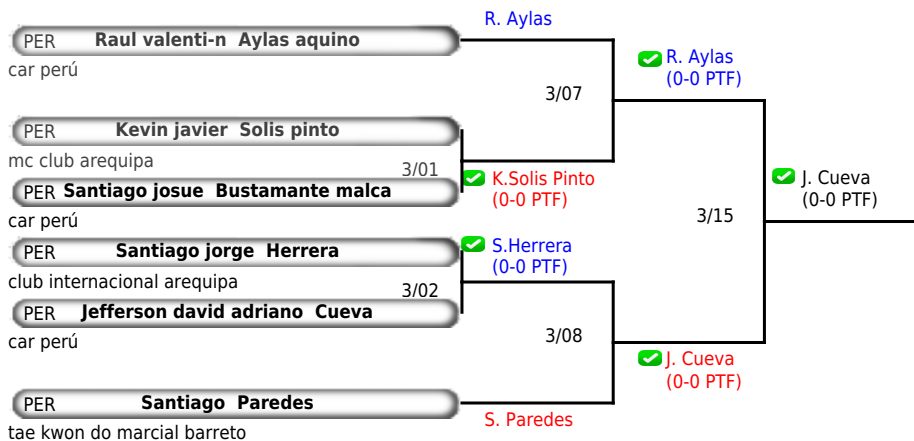 R. Aylas
PER Raul valenti-n Aylas aquino
car perú
R. Aylas
(0-0 PTF)
3/07
PER Kevin javier Solis pinto
mc club arequipa
3/01
K.Solis Pinto
(0-0 PTF)
PER Santiago josue Bustamante malca
car perú
J. Cueva
(0-0 PTF)
3/15
PER Santiago jorge Herrera
club internacional arequipa
S.Herrera
(0-0 PTF)
3/02
PER Jefferson david adriano Cueva
car perú
3/08
J. Cueva
(0-0 PTF)
PER Santiago Paredes
tae kwon do marcial barreto
S. Paredes